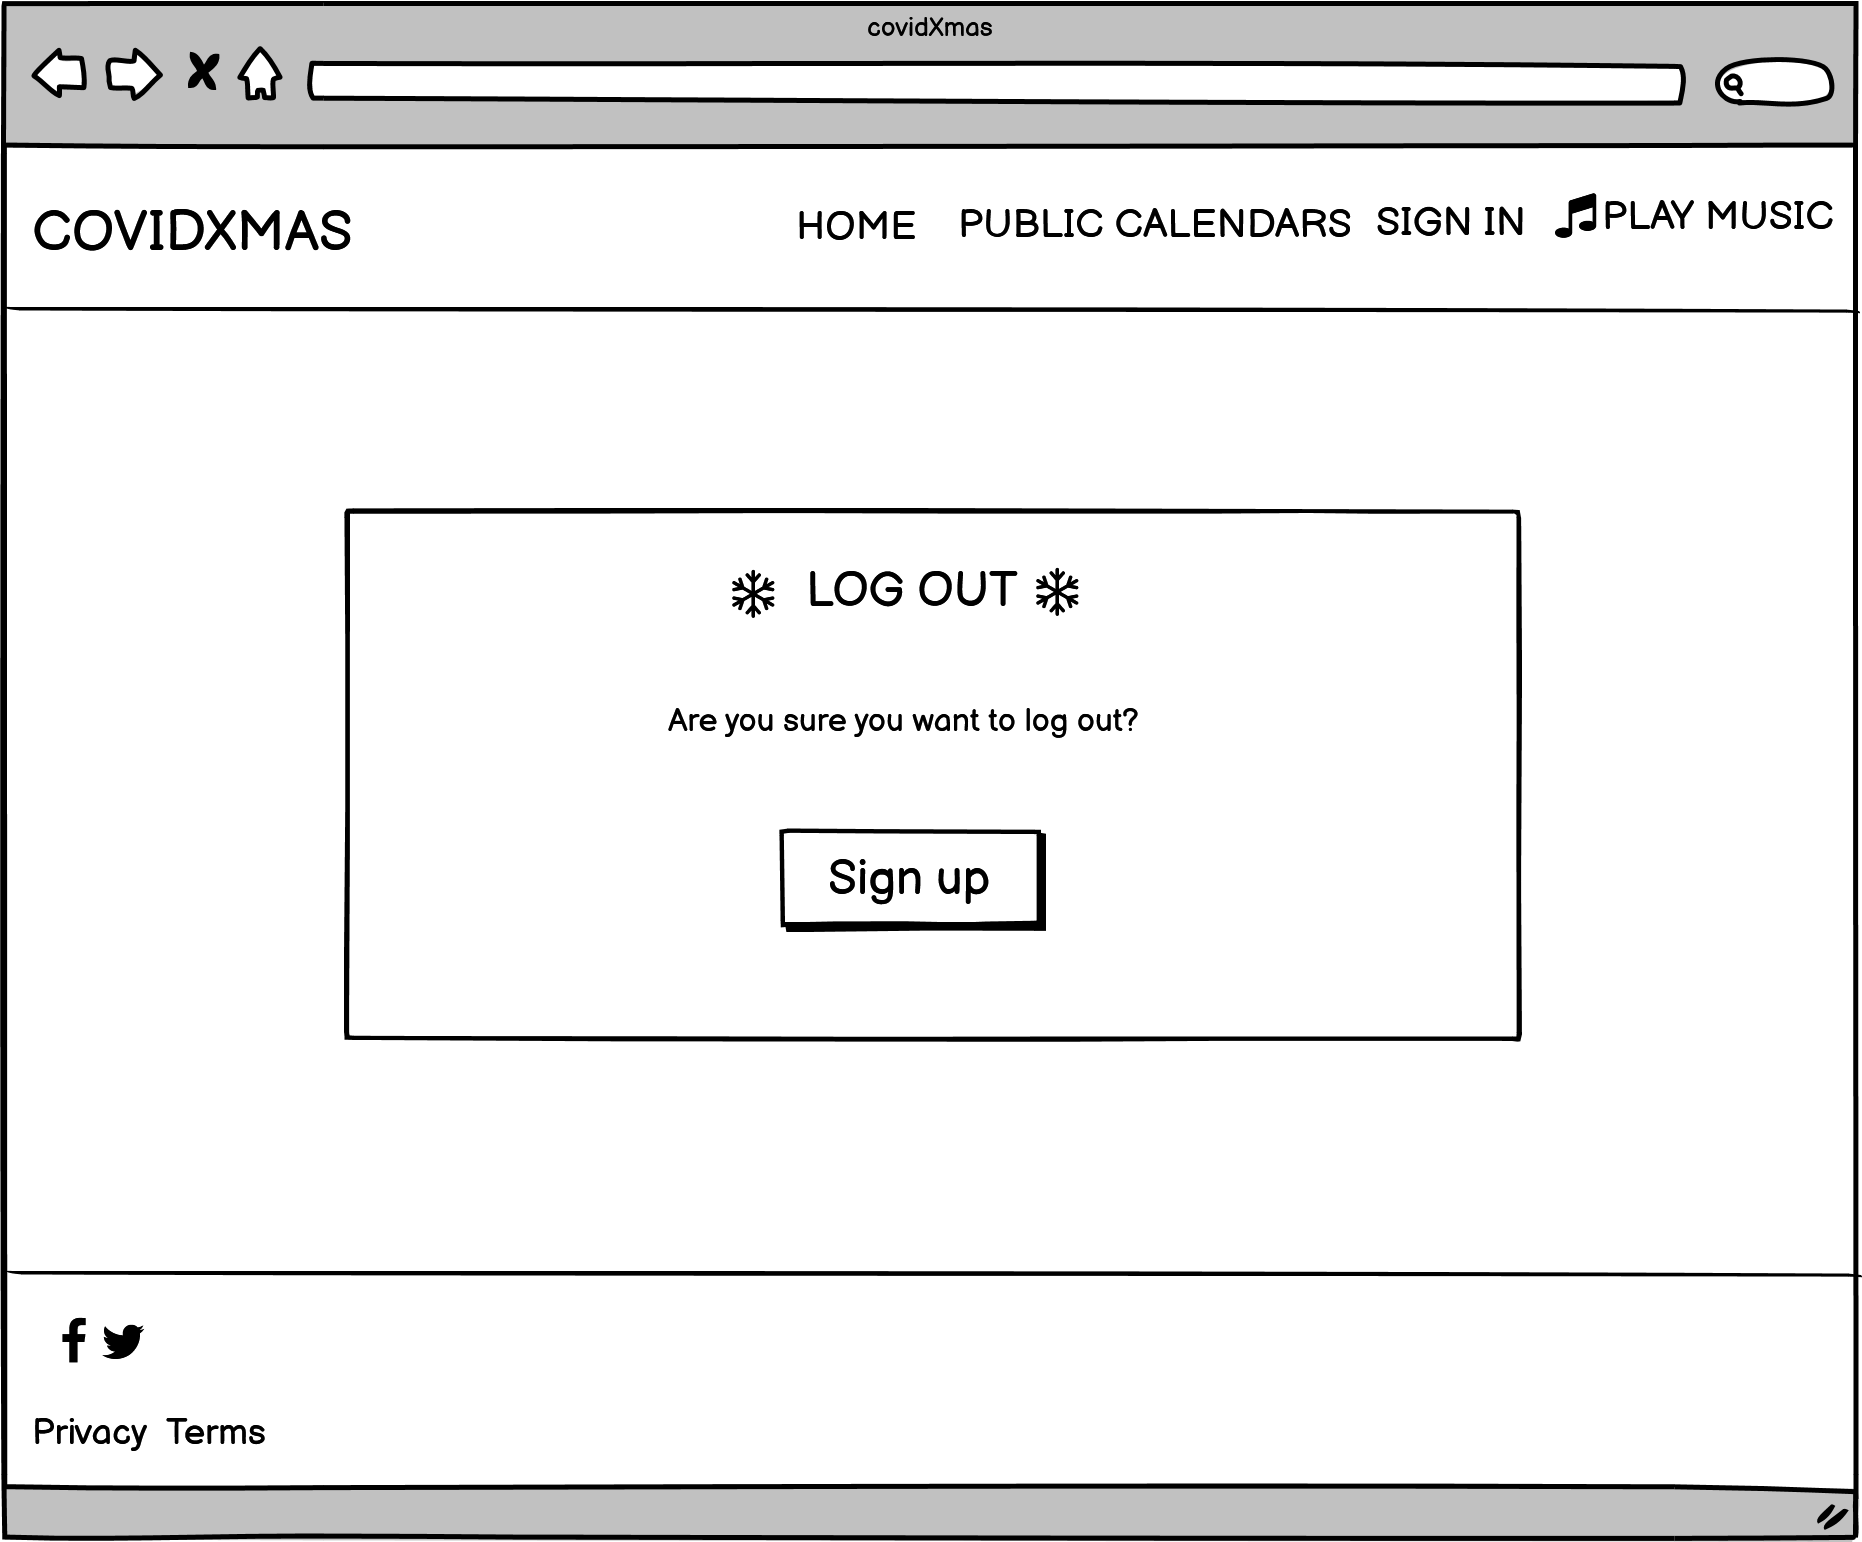 covidXmas
COVIDXMAS
HOME PUBLIC CALENDARS SIGN IN PLAY MUSIC
LOG OUT
Are you sure you want to log out?
Sign up
Privacy Terms